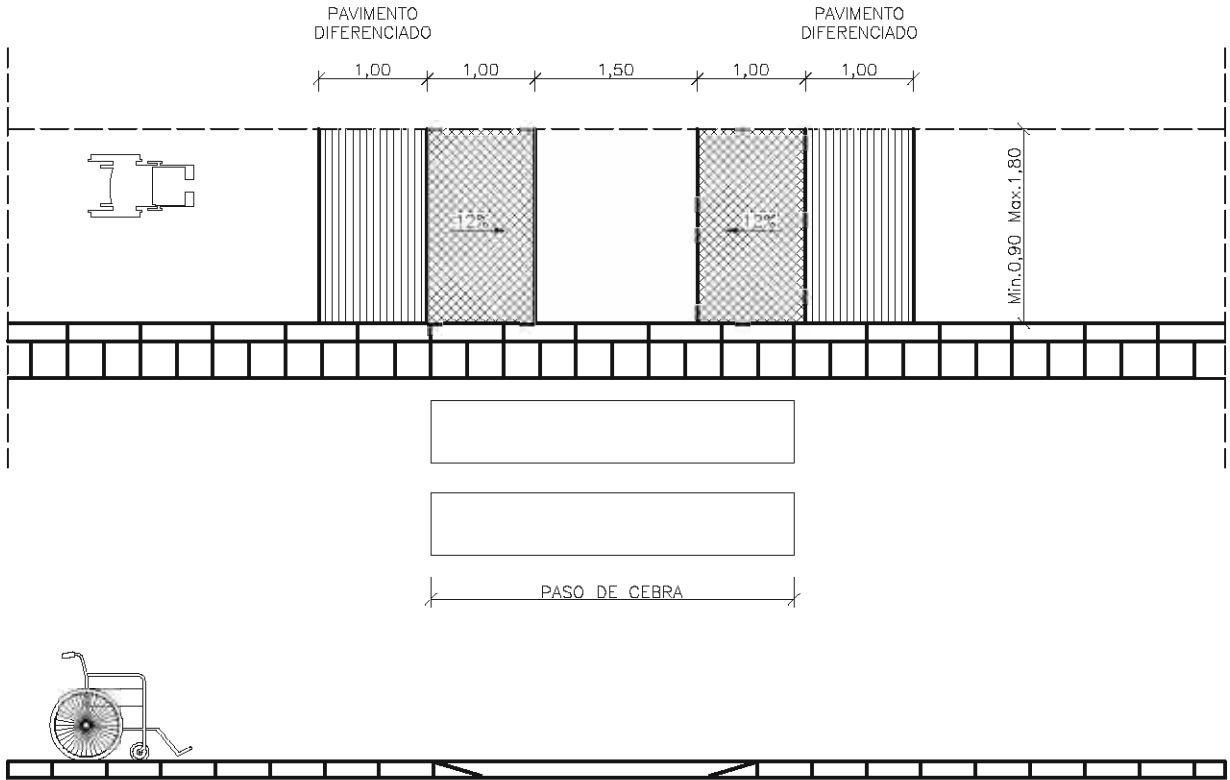 PAVIMENTO
DIFERENCIADO
PAVIMENTO
DIFERENCIADO
1,00 1,00 1,50 1,00 1,00
12% 12%
Min.0,90 Max.1,80
PASO DE CEBRA